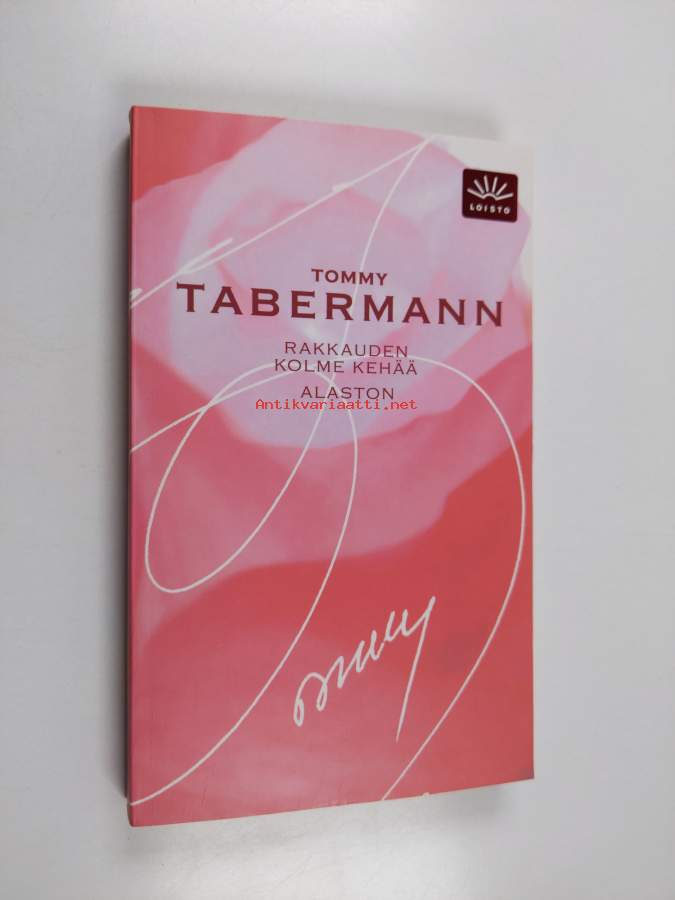 LOISTO
TOMMY
TABERMANN
RAKKAUDEN
KOLME KEHÄÄ
ALASTON
Antikvariaatti.net